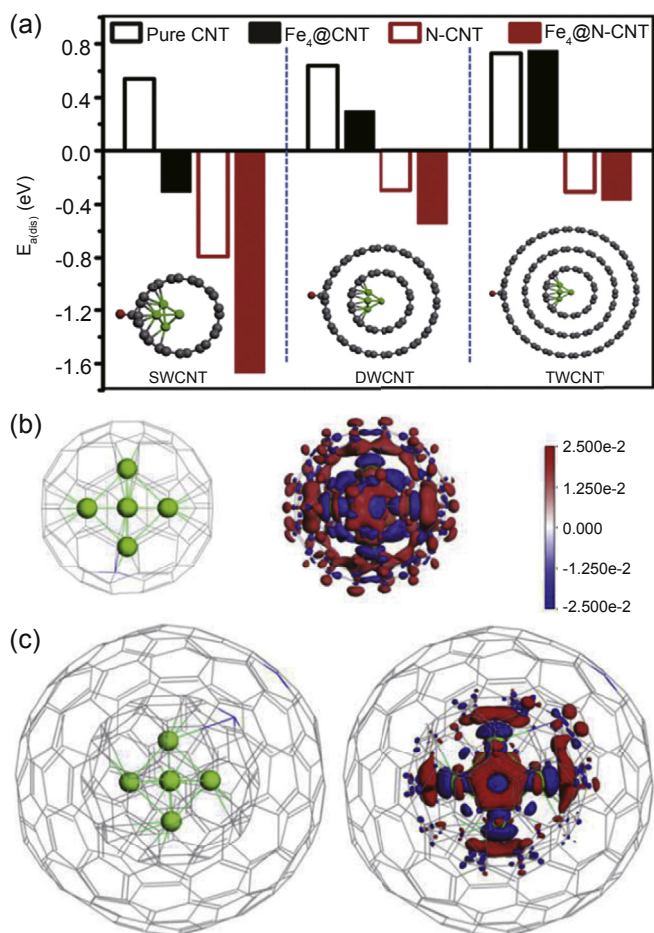 (a)
Pure CNT Fe₄@CNT N-CNT Fe₄@N-CNT
0.8
0.4
0.0
-0.4
-0.8
-1.2
-1.6
Eₐ(dis) (eV)
SWCNT DWCNT TWCNT
(b)
2.500e-2
1.250e-2
0.000
-1.250e-2
-2.500e-2
(c)